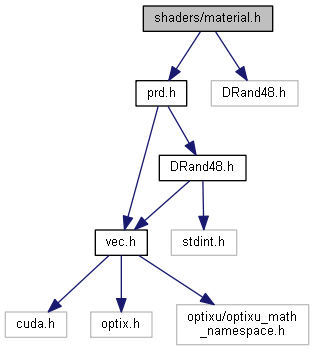 shaders/material.h
prd.h
DRand48.h
DRand48.h
vec.h
stdint.h
cuda.h
optix.h
optixu/optixu_math
_namespace.h